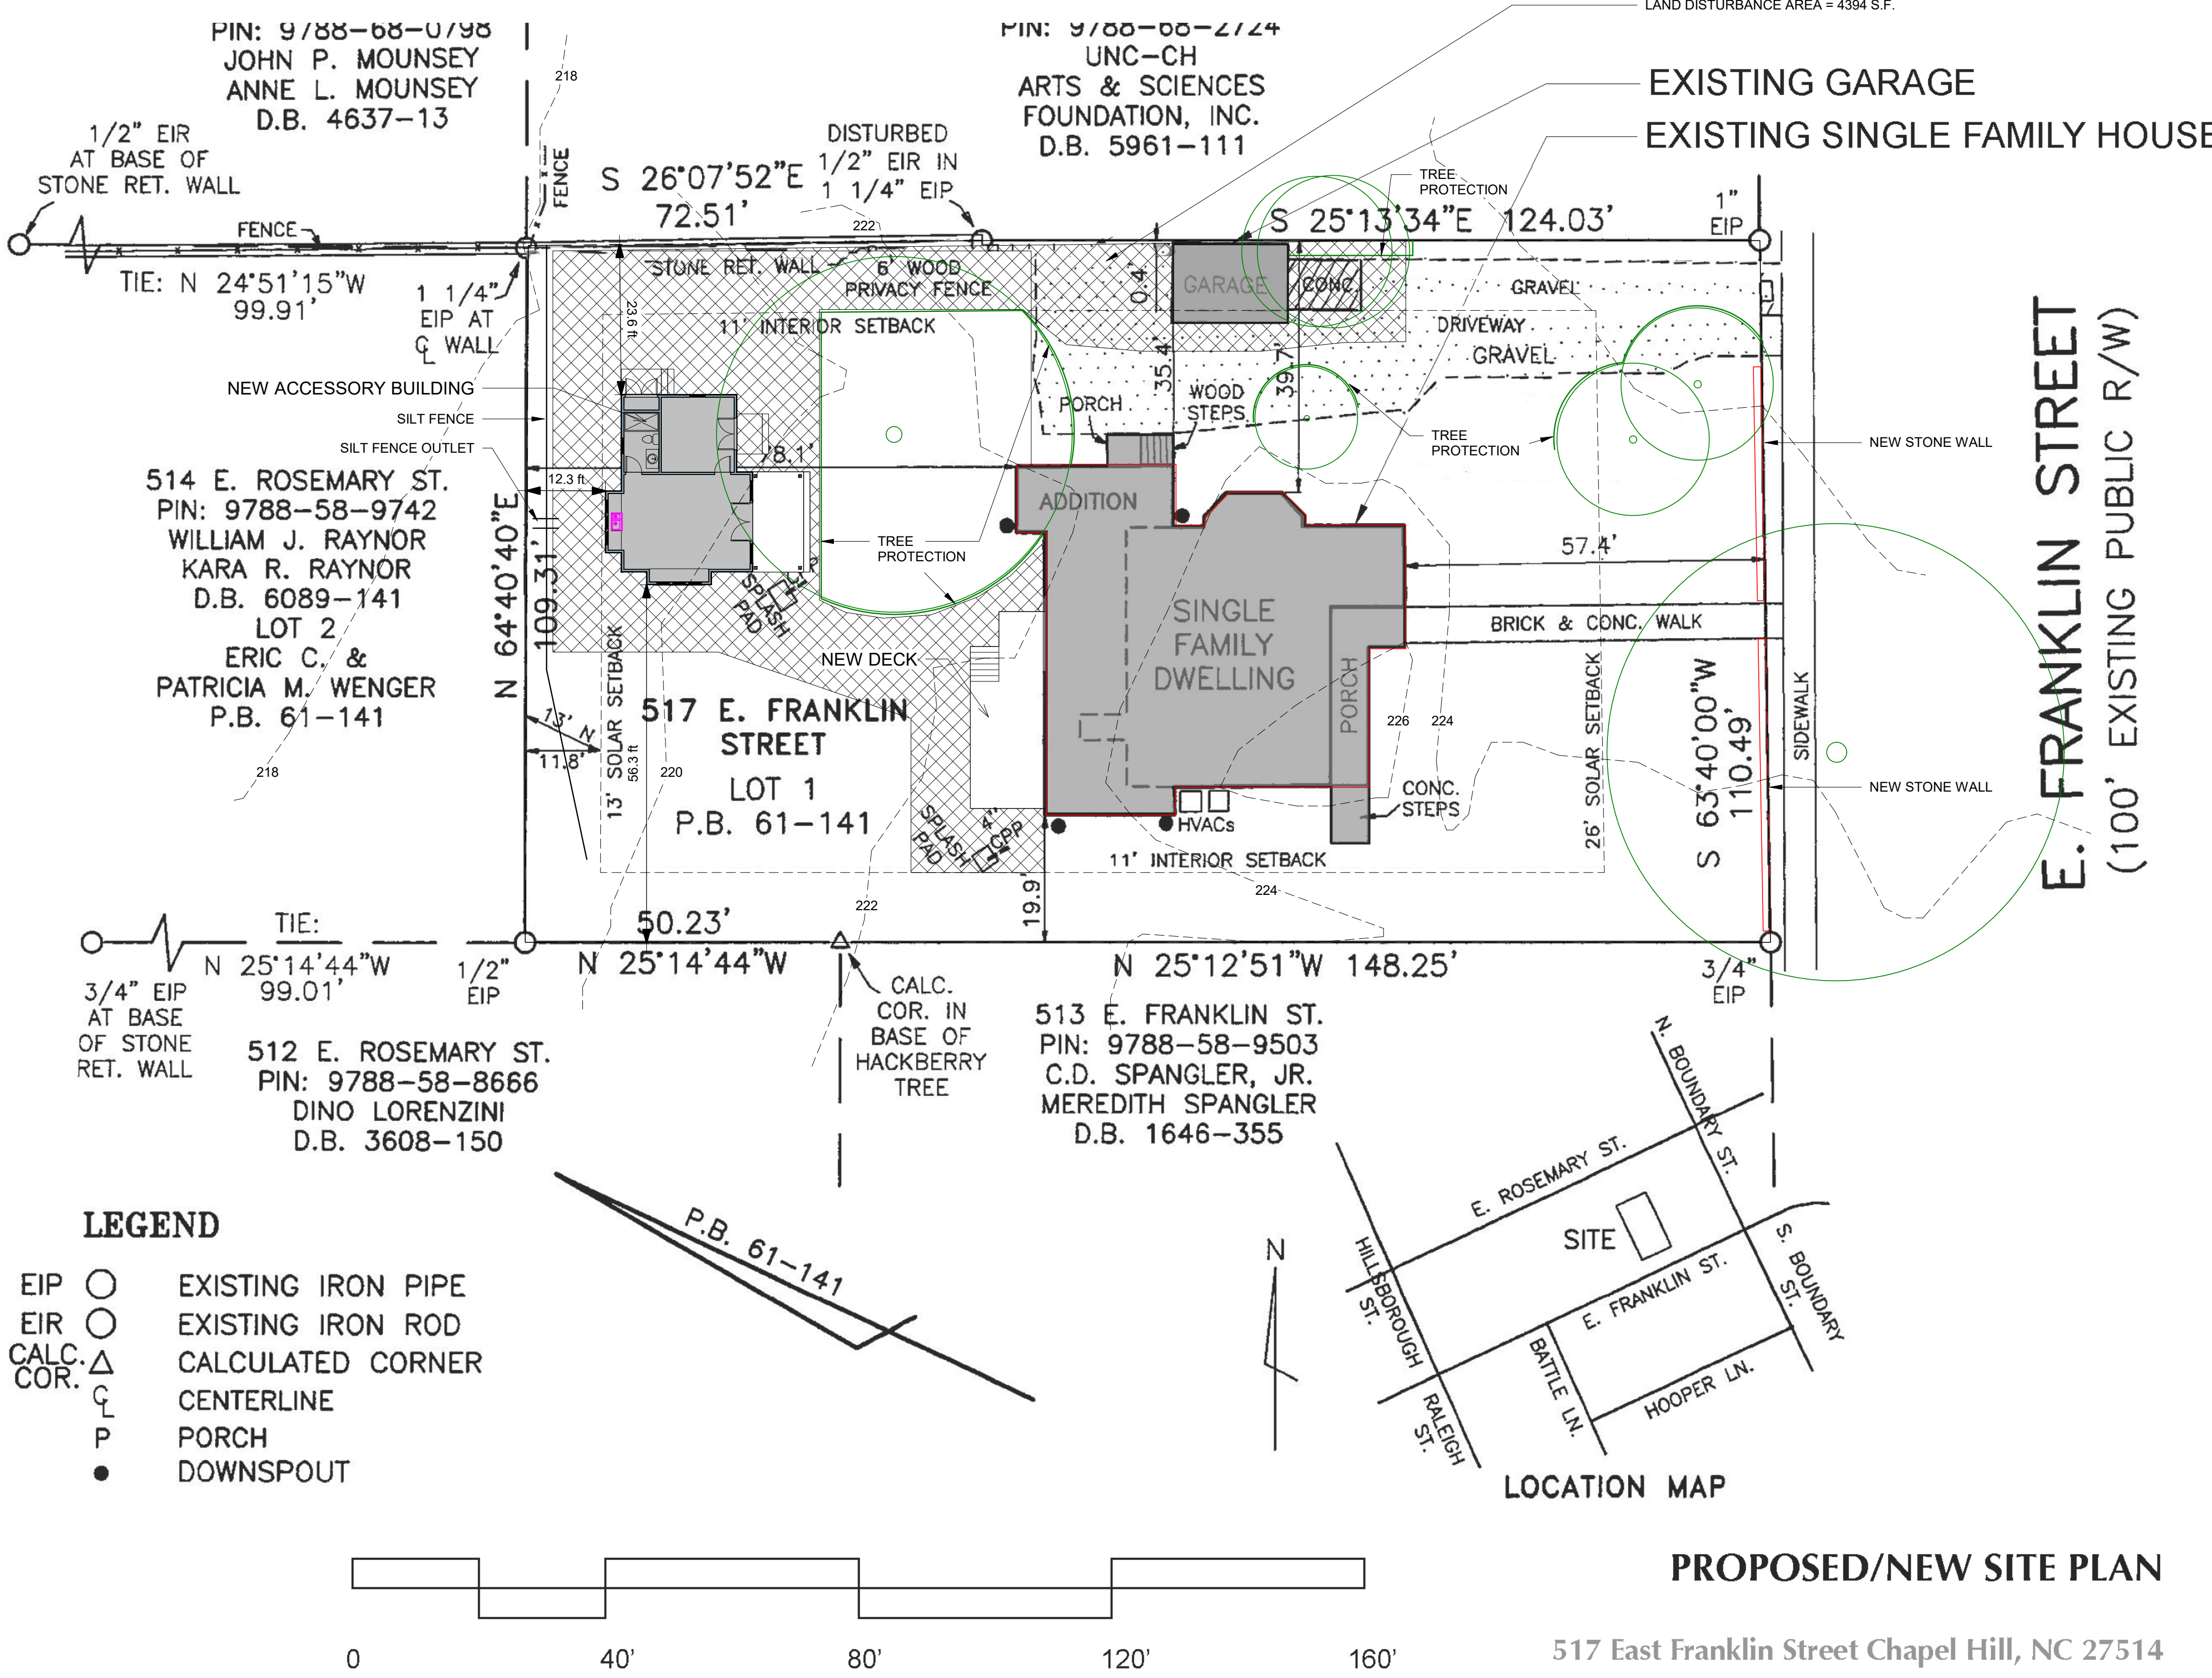 LAND DISTURBANCE AREA = 4394 S.F.
PIN: 9788-68-0798
JOHN P. MOUNSEY
ANNE L. MOUNSEY
D.B. 4637-13
218
PIN: 9788-68-2724
UNC-CH
ARTS & SCIENCES
FOUNDATION, INC.
D.B. 5961-111
EXISTING GARAGE
EXISTING SINGLE FAMILY HOUSE
1/2" EIR
AT BASE OF
STONE RET. WALL
FENCE
DISTURBED
1/2" EIR IN
1 1/4" EIP
S 26°07'52"E
72.51'
222
TREE
PROTECTION
S 25°13'34"E 124.03'
1"
EIP
FENCE
TIE: N 24°51'15"W
99.91'
1 1/4"
EIP AT
℄ WALL
STONE RET. WALL
6' WOOD
PRIVACY FENCE
11' INTERIOR SETBACK
23.6 ft
0.4'
GARAGE
CONC.
GRAVEL
DRIVEWAY
GRAVEL
35.4'
39.7'
NEW ACCESSORY BUILDING
SILT FENCE
SILT FENCE OUTLET
PORCH
WOOD
STEPS
TREE
PROTECTION
NEW STONE WALL
78.1'
12.3 ft
514 E. ROSEMARY ST.
PIN: 9788-58-9742
WILLIAM J. RAYNOR
KARA R. RAYNOR
D.B. 6089-141
LOT 2
ERIC C. &
PATRICIA M. WENGER
P.B. 61-141
N 64°40'40"E
109.31'
ADDITION
TREE
PROTECTION
57.4'
SPLASH
PAD
SINGLE
FAMILY
DWELLING
PORCH
BRICK & CONC. WALK
NEW DECK
13' SOLAR SETBACK
56.3 ft
517 E. FRANKLIN
STREET
LOT 1
P.B. 61-141
13'
N
11.8'
218
220
226
224
26' SOLAR SETBACK
S 63°40'00"W
110.49'
SIDEWALK
E. FRANKLIN STREET
(100' EXISTING PUBLIC R/W)
NEW STONE WALL
CONC.
STEPS
HVACs
SPLASH
PAD
4"
CPP
11' INTERIOR SETBACK
19.9'
224
222
TIE:
N 25°14'44"W
99.01'
3/4" EIP
AT BASE
OF STONE
RET. WALL
1/2"
EIP
50.23'
N 25°14'44"W
N 25°12'51"W 148.25'
3/4"
EIP
CALC.
COR. IN
BASE OF
HACKBERRY
TREE
512 E. ROSEMARY ST.
PIN: 9788-58-8666
DINO LORENZINI
D.B. 3608-150
513 E. FRANKLIN ST.
PIN: 9788-58-9503
C.D. SPANGLER, JR.
MEREDITH SPANGLER
D.B. 1646-355
LEGEND
EIP EXISTING IRON PIPE
EIR EXISTING IRON ROD
CALC. COR. CALCULATED CORNER
℄ CENTERLINE
P PORCH
DOWNSPOUT
P.B. 61-141
N
N. BOUNDARY ST.
E. ROSEMARY ST.
SITE
S. BOUNDARY
ST.
HILLSBOROUGH
ST.
E. FRANKLIN ST.
BATTLE LN.
HOOPER LN.
RALEIGH
ST.
LOCATION MAP
0 40' 80' 120' 160'
PROPOSED/NEW SITE PLAN
517 East Franklin Street Chapel Hill, NC 27514